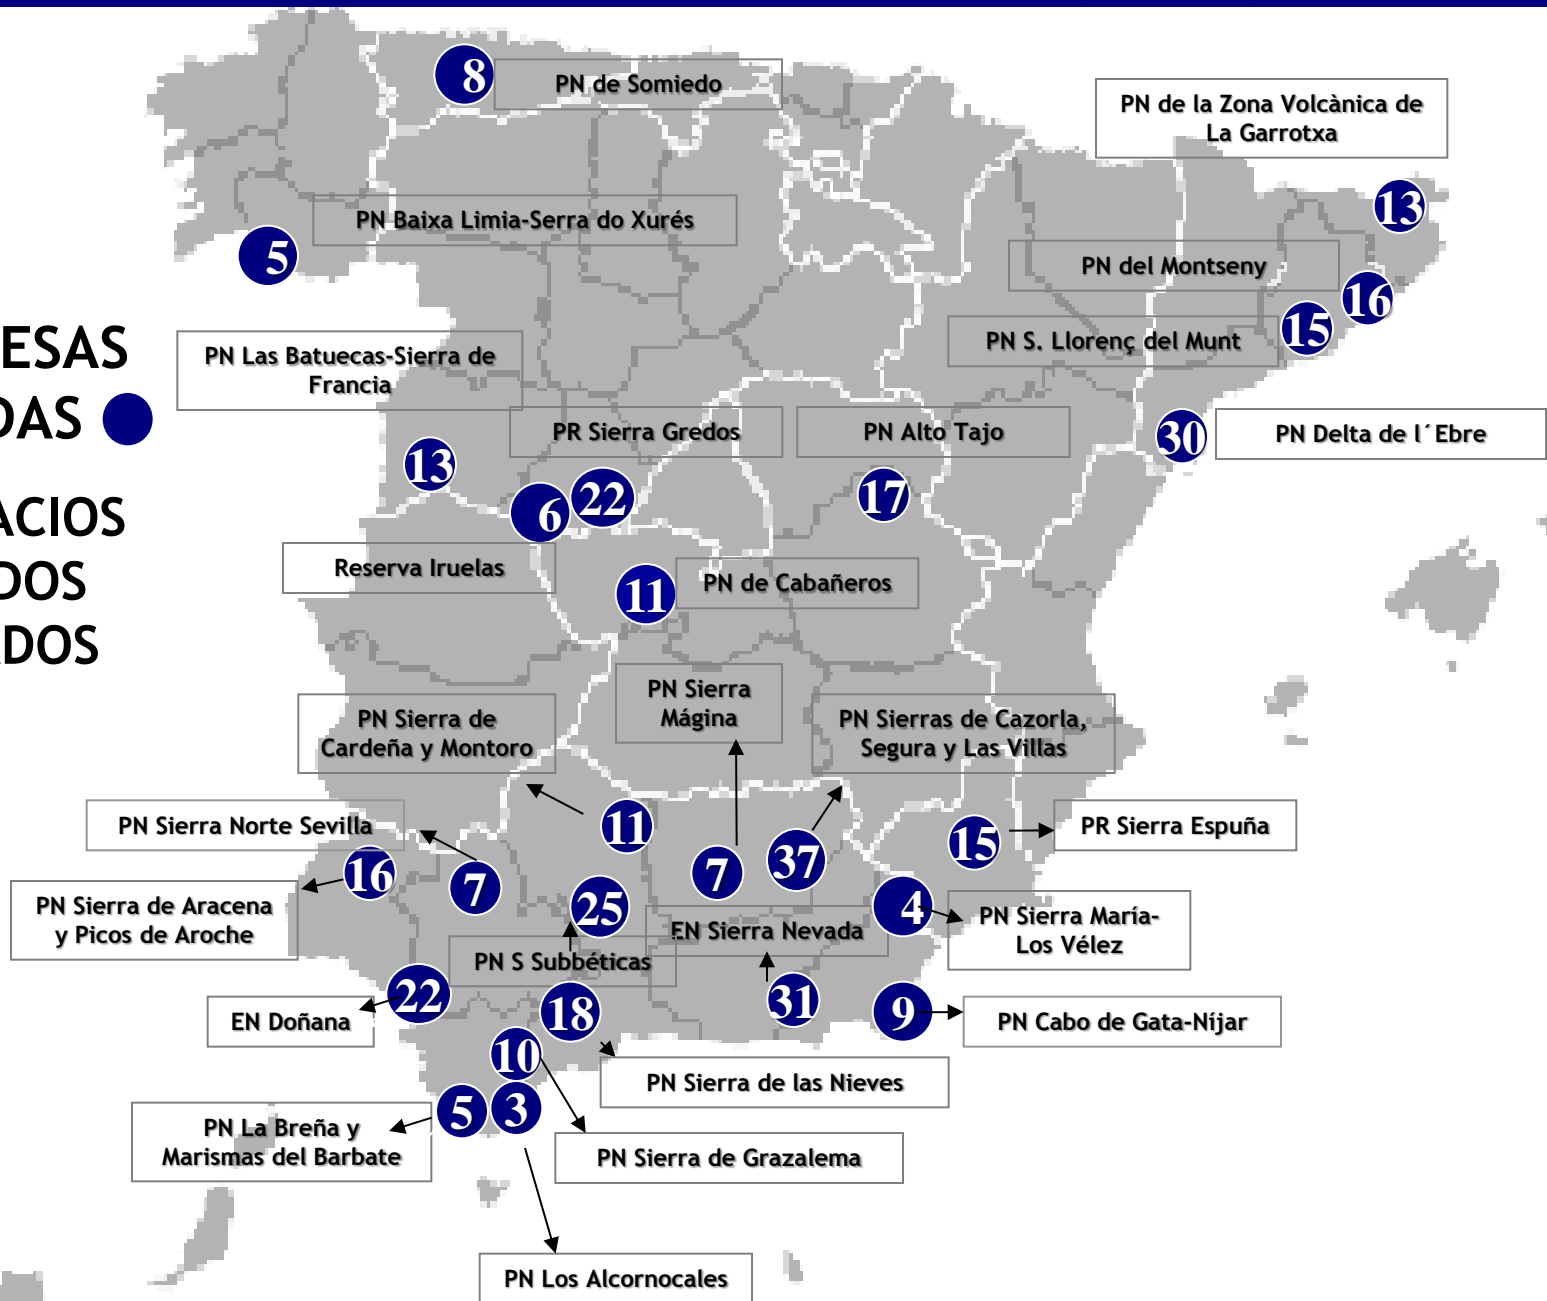 8
PN de Somiedo
PN de la Zona Volcànica de
La Garrotxa
13
PN Baixa Limia-Serra do Xurés
5
PN del Montseny
16
PN S. Llorenç del Munt
15
ESAS
DAS
PN Las Batuecas-Sierra de
Francia
13
PR Sierra Gredos
22
6
PN Alto Tajo
17
30
PN Delta de l´Ebre
ACIOS
DOS
ADOS
Reserva Iruelas
11
PN de Cabañeros
PN Sierra
Mágina
PN Sierra de
Cardeña y Montoro
PN Sierras de Cazorla,
Segura y Las Villas
PN Sierra Norte Sevilla
11
7
37
15
PR Sierra Espuña
16
7
PN Sierra de Aracena
y Picos de Aroche
25
EN Sierra Nevada
4
PN Sierra María-
Los Vélez
PN S Subbéticas
22
EN Doñana
18
31
9
PN Cabo de Gata-Níjar
10
PN Sierra de las Nieves
5
3
PN La Breña y
Marismas del Barbate
PN Sierra de Grazalema
PN Los Alcornocales